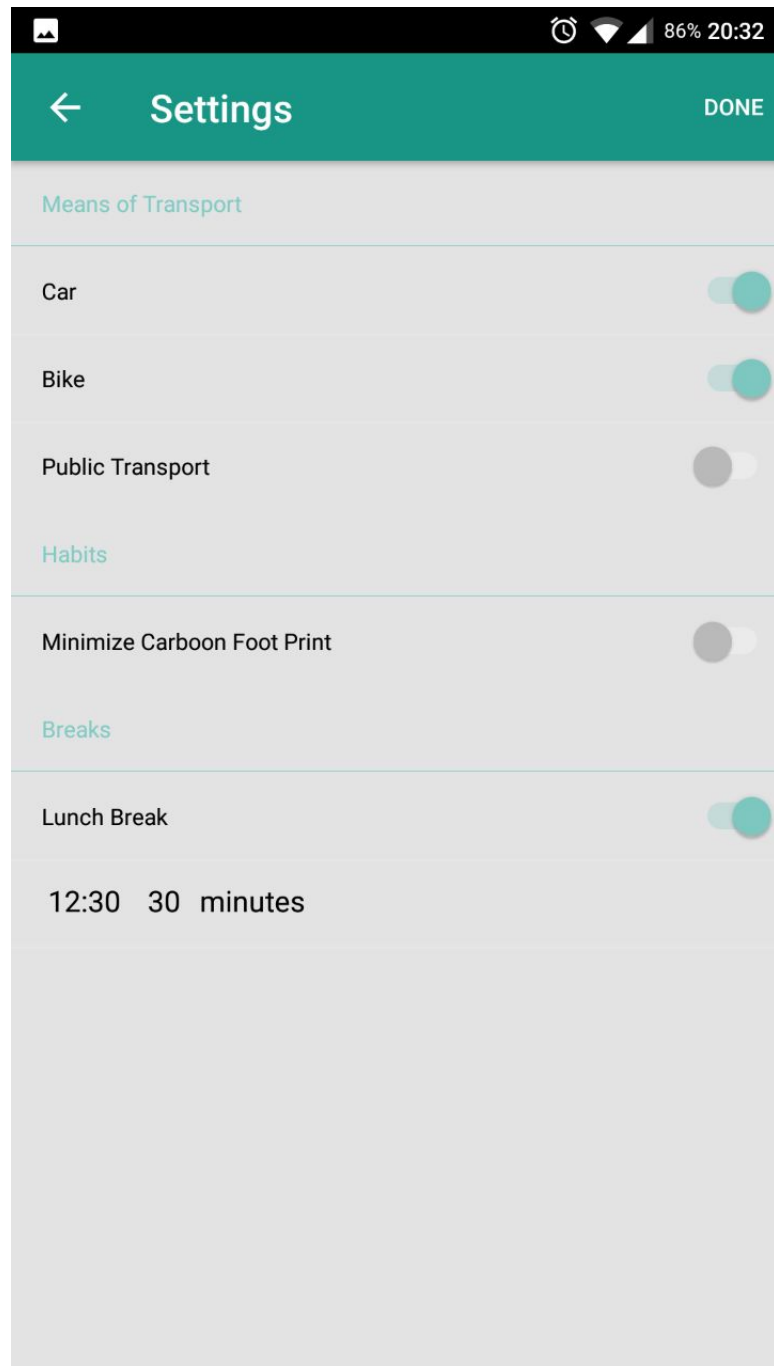 86% 20:32
Settings DONE
Means of Transport
Car
Bike
Public Transport
Habits
Minimize Carboon Foot Print
Breaks
Lunch Break
12:30 30 minutes